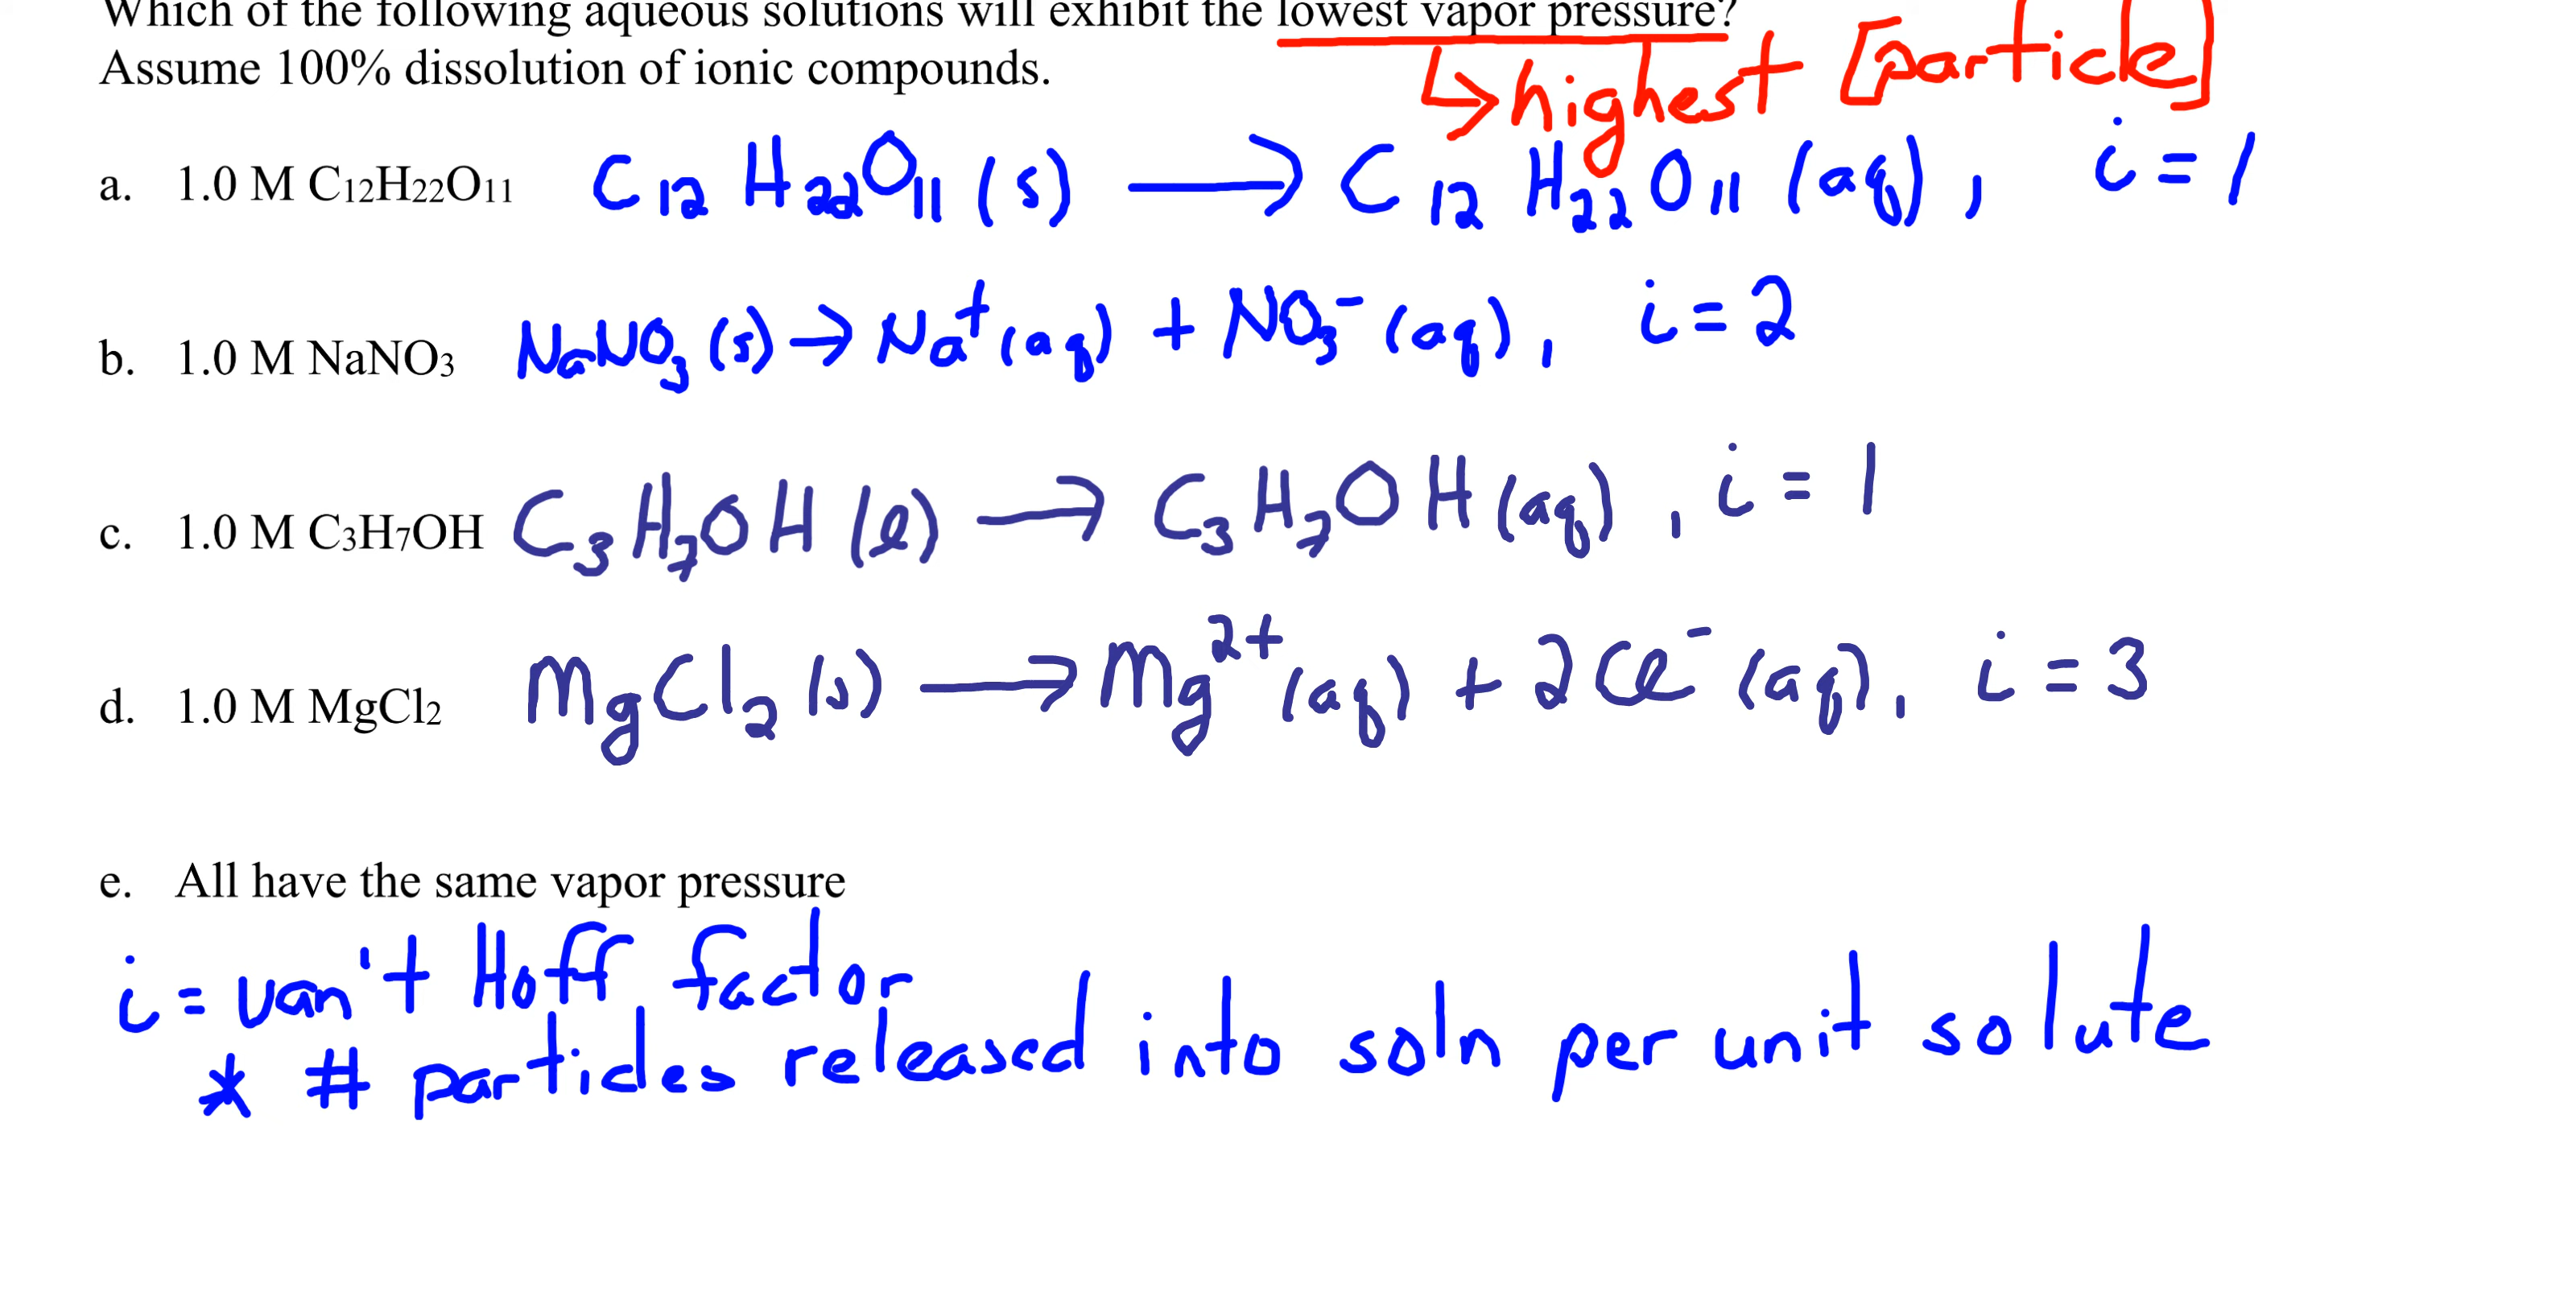 Which of the following aqueous solutions will exhibit the lowest vapor pressure?
Assume 100% dissolution of ionic compounds.
↳ highest [particle]
a. 1.0 M C₁₂H₂₂O₁₁ C₁₂H₂₂O₁₁(s) → C₁₂H₂₂O₁₁(aq), i = 1
b. 1.0 M NaNO₃ NaNO₃(s) → Na⁺(aq) + NO₃⁻(aq), i = 2
c. 1.0 M C₃H₇OH C₃H₇OH(l) → C₃H₇OH(aq), i = 1
d. 1.0 M MgCl₂ MgCl₂(s) → Mg²⁺(aq) + 2Cl⁻(aq), i = 3
e. All have the same vapor pressure
i = van't Hoff factor
* # particles released into soln per unit solute